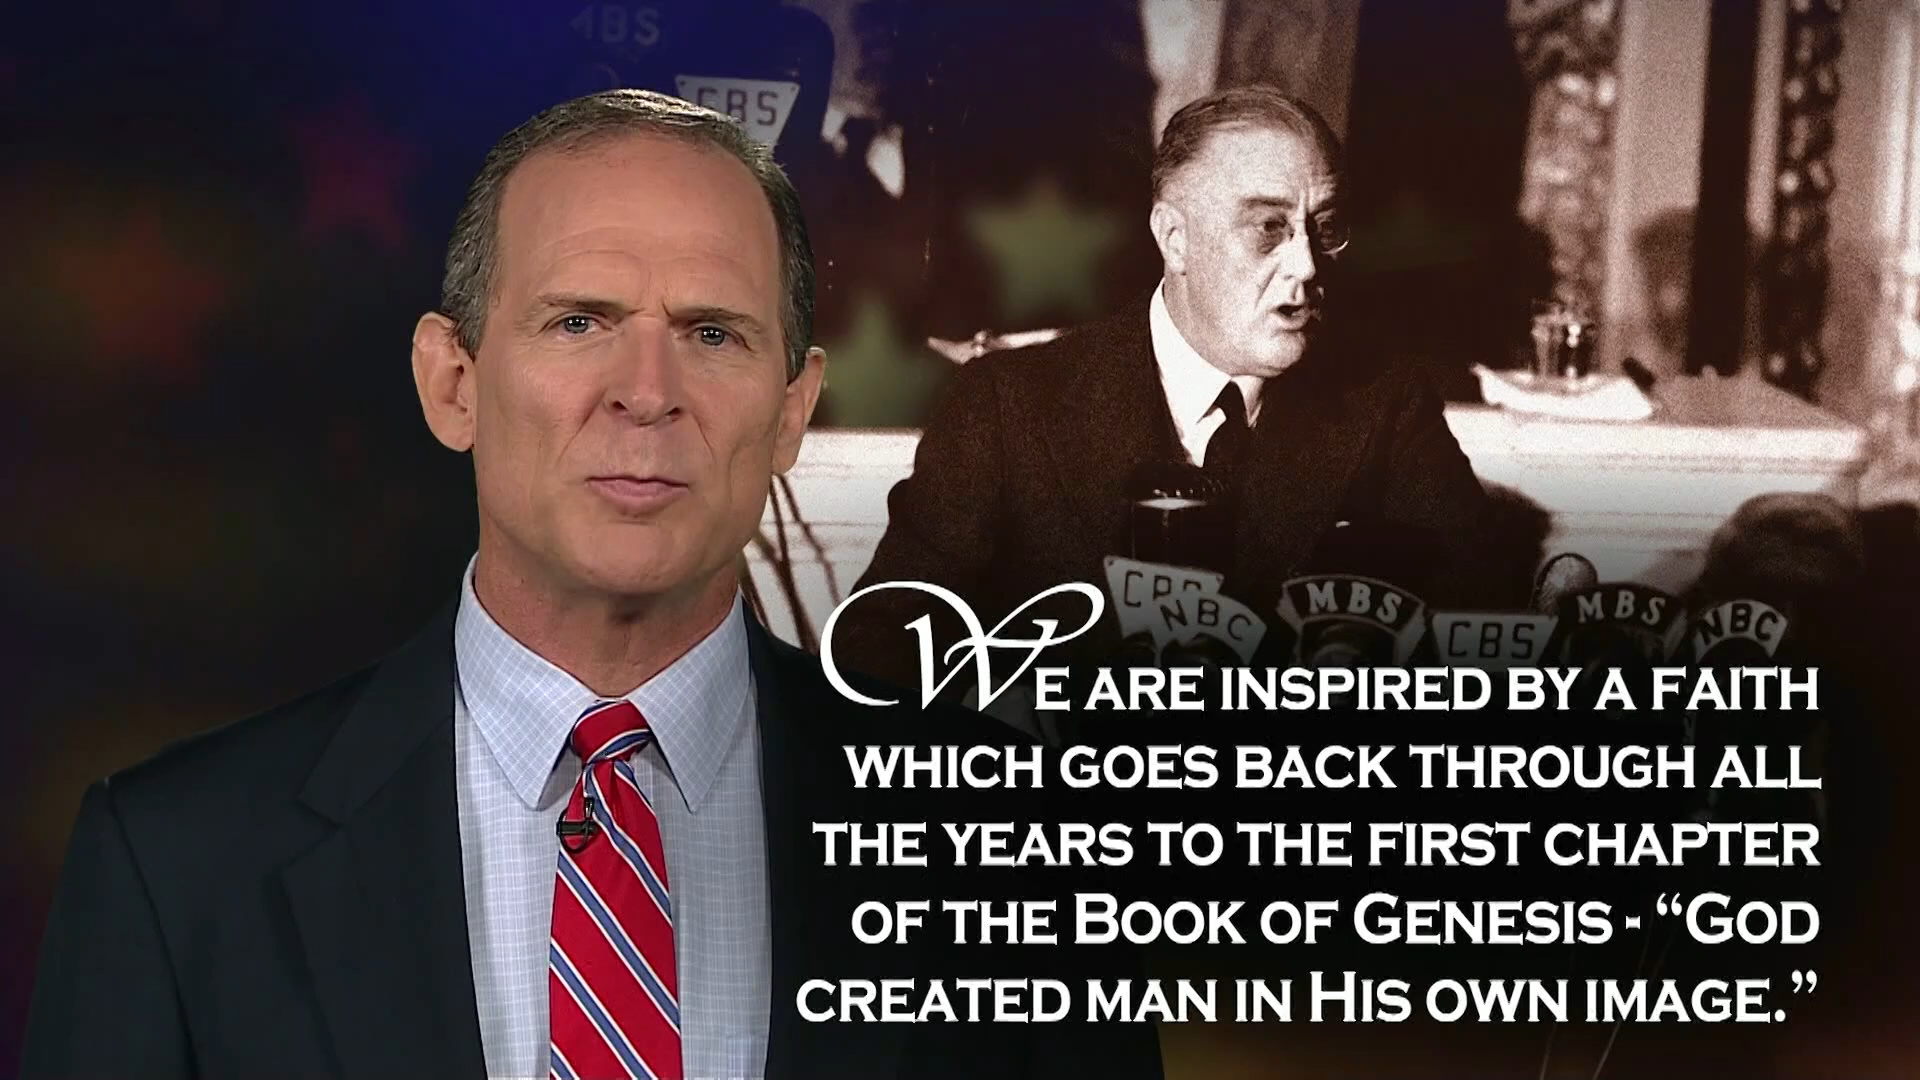 MBS
CBS
NBC
MBS
CBS
MBS
NBC
WE ARE INSPIRED BY A FAITH
WHICH GOES BACK THROUGH ALL
THE YEARS TO THE FIRST CHAPTER
OF THE BOOK OF GENESIS - “GOD
CREATED MAN IN HIS OWN IMAGE.”